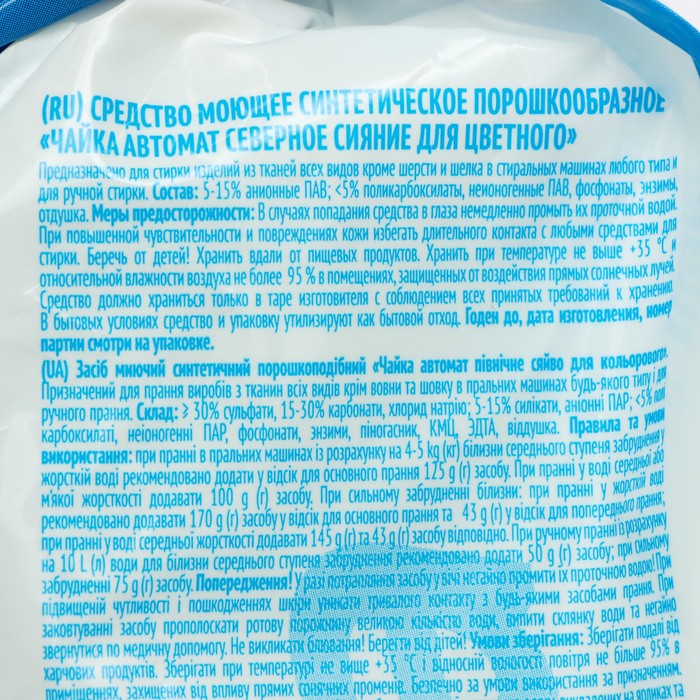 (RU) СРЕДСТВО МОЮЩЕЕ СИНТЕТИЧЕСКОЕ ПОРОШКООБРАЗНОЕ
«ЧАЙКА АВТОМАТ СЕВЕРНОЕ СИЯНИЕ ДЛЯ ЦВЕТНОГО»
Предназначено для стирки изделий из тканей всех видов кроме шерсти и шелка в стиральных машинах любого типа и
для ручной стирки. Состав: 5-15% анионные ПАВ; <5% поликарбоксилаты, неионогенные ПАВ, фосфонаты, энзимы,
отдушка. Меры предосторожности: В случаях попадания средства в глаза немедленно промыть их проточной водой.
При повышенной чувствительности и повреждениях кожи избегать длительного контакта с любыми средствами для
стирки. Беречь от детей! Хранить вдали от пищевых продуктов. Хранить при температуре не выше +35 °С и
относительной влажности воздуха не более 95 % в помещениях, защищенных от воздействия прямых солнечных лучей.
Средство должно храниться только в таре изготовителя с соблюдением всех принятых требований к хранению.
В бытовых условиях средство и упаковку утилизируют как бытовой отход. Годен до, дата изготовления, номер
партии смотри на упаковке.
(UA) Засіб миючий синтетичний порошкоподібний «Чайка автомат північне сяйво для кольорового».
Призначений для прання виробів з тканин всіх видів крім вовни та шовку в пральних машинах будь-якого типу і для
ручного прання. Склад: ≥ 30% сульфати, 15-30% карбонати, хлорид натрію; 5-15% силікати, аніонні ПАР; <5% полі
карбоксилаті, неіоногенні ПАР, фосфонати, энзими, піногасник, КМЦ, ЭДТА, віддушка. Правила та умови
використання: при пранні в пральних машинах із розрахунку на 4-5 kg (кг) білизни середнього ступеня забруднення у
жорсткій воді рекомендовано додати у відсік для основного прання 125 g (г) засобу. При пранні у воді середньої або
м'якої жорсткості додавати 100 g (г) засобу. При сильному забрудненні білизни: при пранні у жорсткій воді
рекомендовано додати 170 g (г) засобу у відсік для основного прання та 43 g (г) у відсік для попереднього прання;
при пранні у воді середньої жорсткості додавати 145 g (г) та 43 g (г) засобу відповідно. При ручному пранні із розрахунку
на 10 L (л) води для білизни середнього ступеня забруднення рекомендовано додати 50 g (г) засобу; при сильному
забрудненні 75 g (г) засобу. Попередження! У разі потрапляння засобу у вічі негайно промити їх проточною водою! При
підвищеній чутливості і пошкодженнях шкіри уникати тривалого контакту з будь-якими засобами прання. При
заковтуванні засобу прополоскати ротову порожнину великою кількістю води, випити склянку води та негайно
звернутися по медичну допомогу. Не викликати блювання! Берегти від дітей! Умови зберігання: Зберігати подалі від
харчових продуктів. Зберігати при температурі не вище +35 °С і відносній вологості повітря не більше 95% в
приміщеннях, захищених від впливу прямих сонячних променів. Безпечно за умови використання за призначенням.